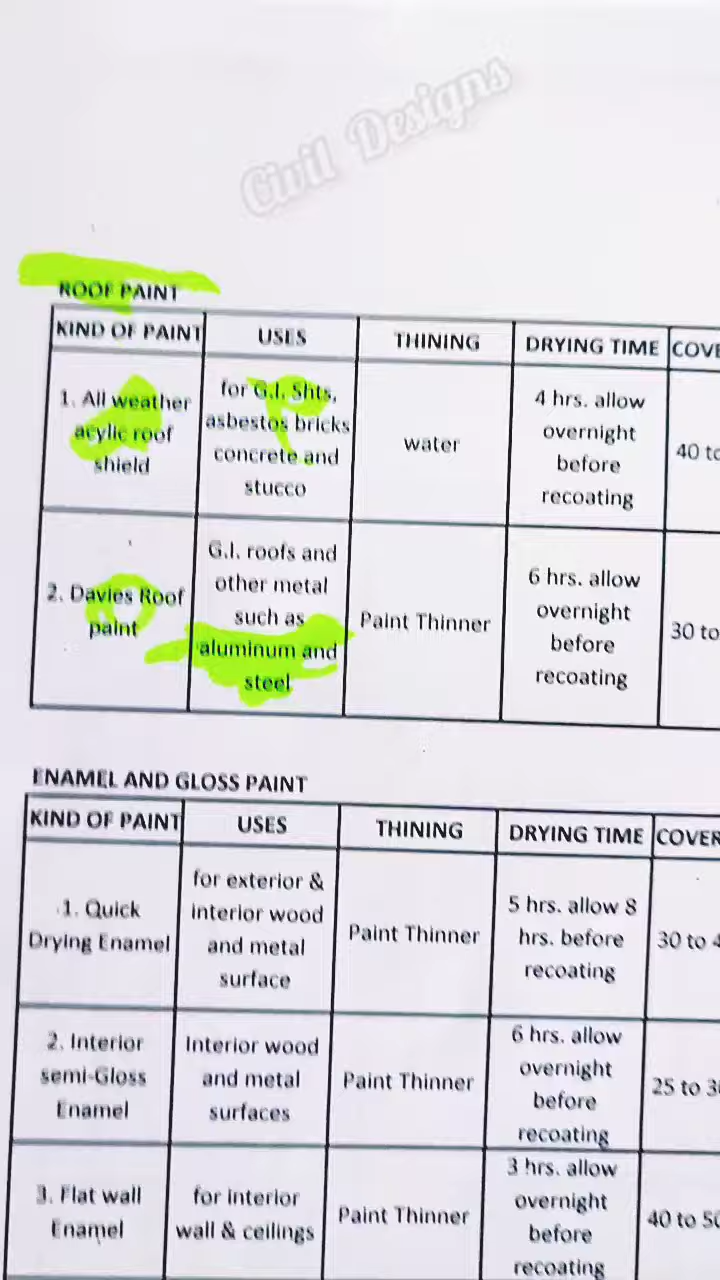 Civil Designs
ROOF PAINT
KIND OF PAINT USES THINING DRYING TIME COVE
1. All weather
acylic roof
shield
for G.I. Shts,
asbestos bricks
concrete and
stucco
water
4 hrs. allow
overnight
before
recoating
40 to
2. Davies Roof
paint
G.I. roofs and
other metal
such as
aluminum and
steel
Paint Thinner
6 hrs. allow
overnight
before
recoating
30 to
ENAMEL AND GLOSS PAINT
KIND OF PAINT USES THINING DRYING TIME COVER
1. Quick
Drying Enamel
for exterior &
interior wood
and metal
surface
Paint Thinner
5 hrs. allow 8
hrs. before
recoating
30 to 4
2. Interior
semi-Gloss
Enamel
Interior wood
and metal
surfaces
Paint Thinner
6 hrs. allow
overnight
before
recoating
25 to 3
3. Flat wall
Enamel
for interior
wall & ceilings
Paint Thinner
3 hrs. allow
overnight
before
recoating
40 to 50